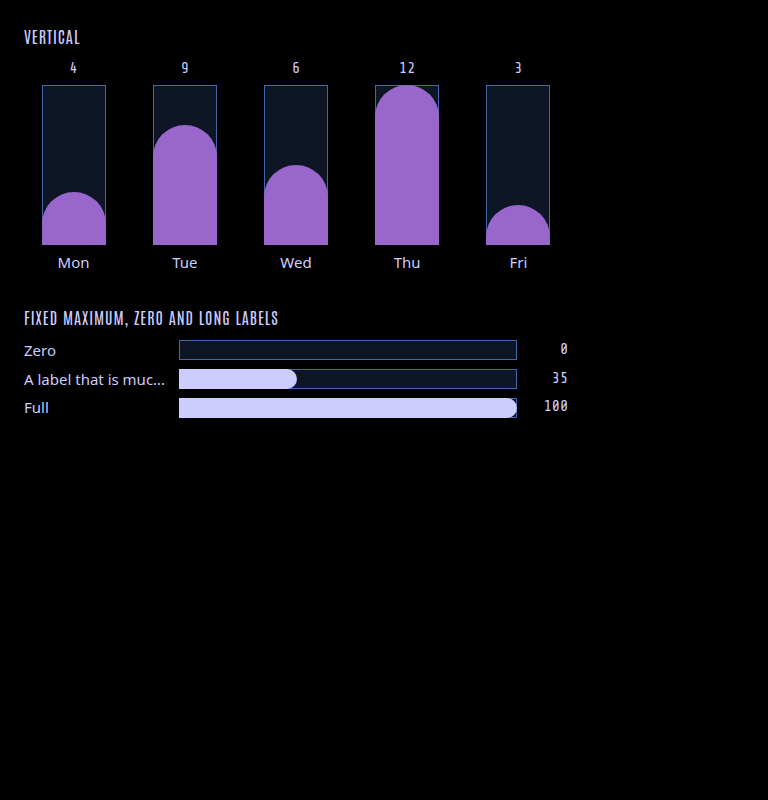 VERTICAL
4 9 6 12 3
Mon Tue Wed Thu Fri
FIXED MAXIMUM, ZERO AND LONG LABELS
Zero 0
A label that is muc... 35
Full 100